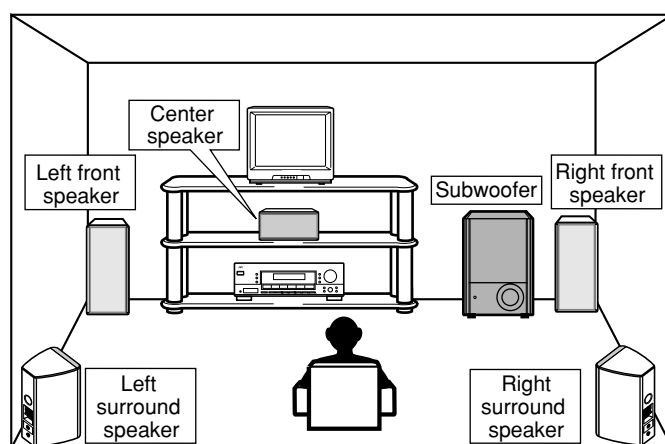 Center
speaker
Left front
speaker
Subwoofer
Right front
speaker
Left
surround
speaker
Right
surround
speaker